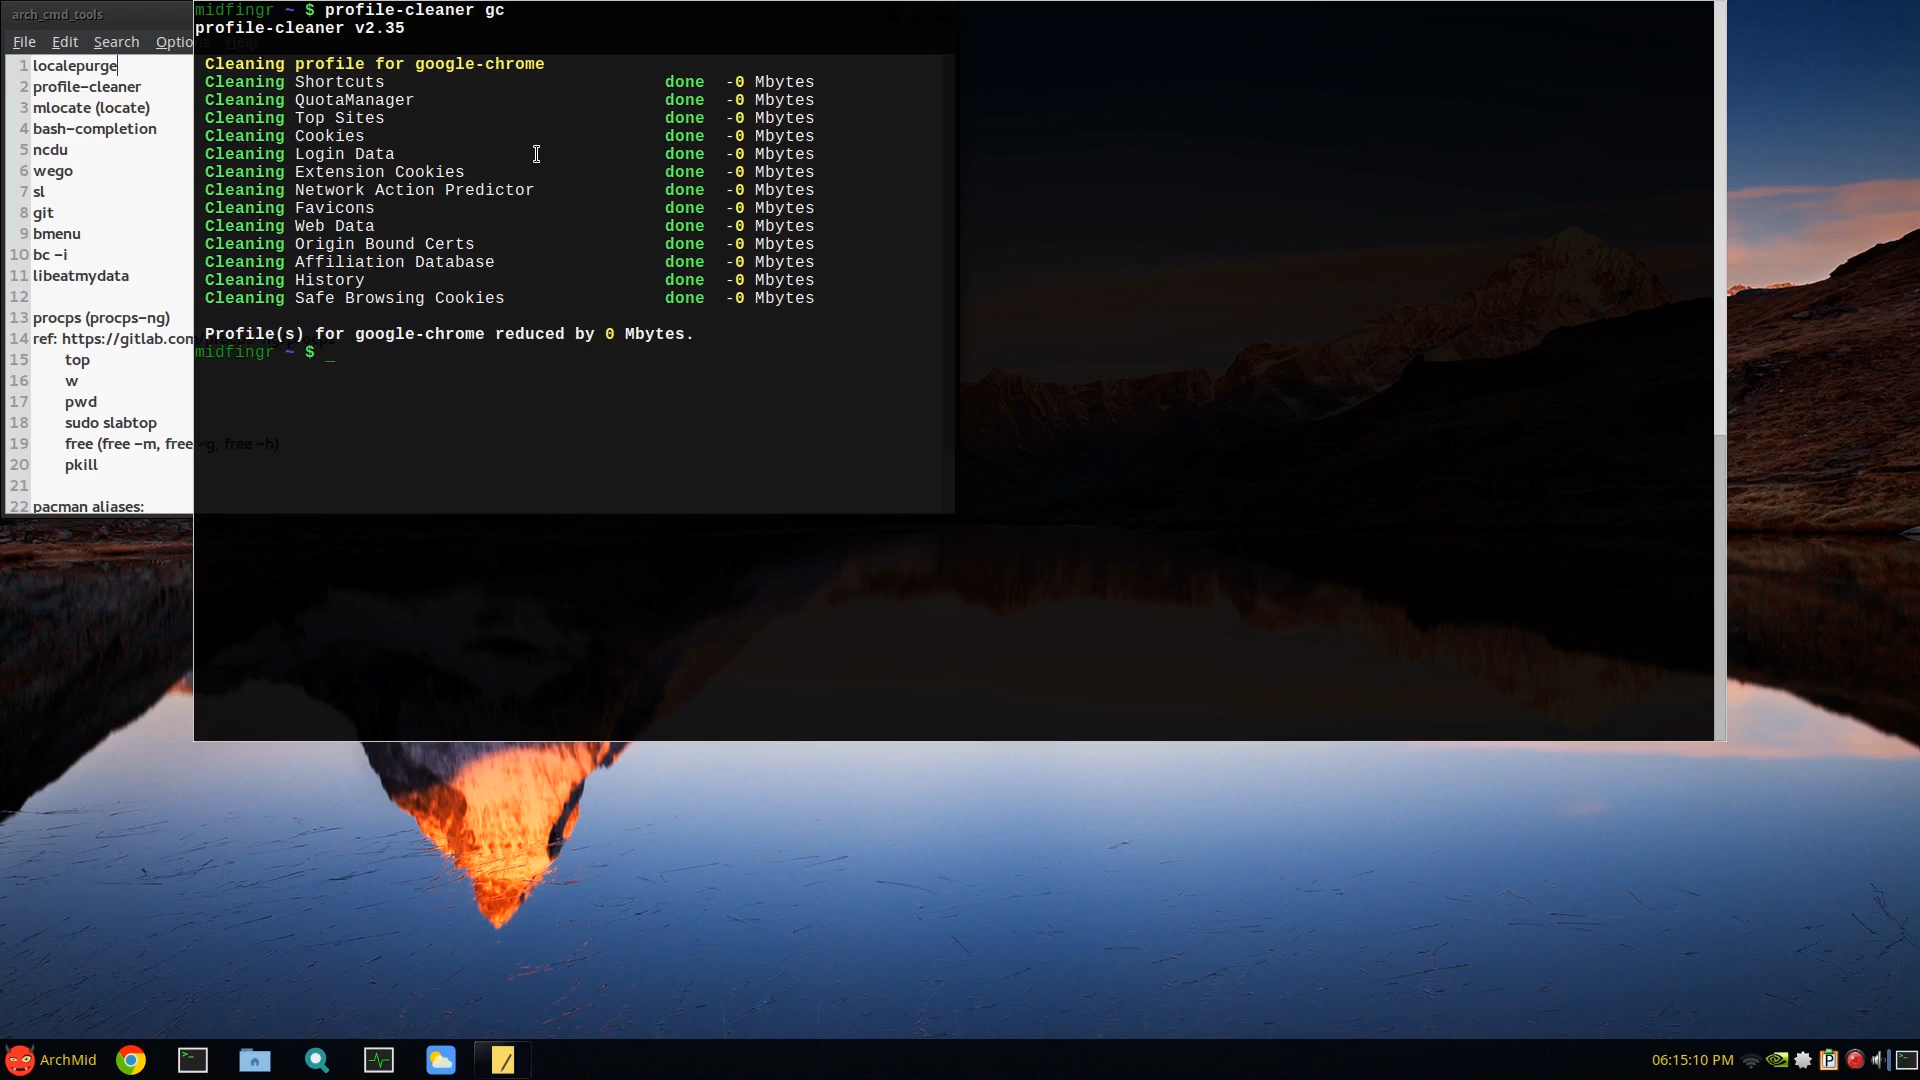 arch_cmd_tools
File Edit Search Optio
1 localepurge
2 profile-cleaner
3 mlocate (locate)
4 bash-completion
5 ncdu
6 wego
7 sl
8 git
9 bmenu
10 bc -i
11 libeatmydata
12
13 procps (procps-ng)
14 ref: https://gitlab.com
15 top
16 w
17 pwd
18 sudo slabtop
19 free (free -m, free -g, free -h)
20 pkill
21
22 pacman aliases:
midfingr ~ $ profile-cleaner gc
profile-cleaner v2.35
Cleaning profile for google-chrome
Cleaning Shortcuts done -0 Mbytes
Cleaning QuotaManager done -0 Mbytes
Cleaning Top Sites done -0 Mbytes
Cleaning Cookies done -0 Mbytes
Cleaning Login Data done -0 Mbytes
Cleaning Extension Cookies done -0 Mbytes
Cleaning Network Action Predictor done -0 Mbytes
Cleaning Favicons done -0 Mbytes
Cleaning Web Data done -0 Mbytes
Cleaning Origin Bound Certs done -0 Mbytes
Cleaning Affiliation Database done -0 Mbytes
Cleaning History done -0 Mbytes
Cleaning Safe Browsing Cookies done -0 Mbytes
Profile(s) for google-chrome reduced by 0 Mbytes.
midfingr ~ $ _
ArchMid
06:15:10 PM